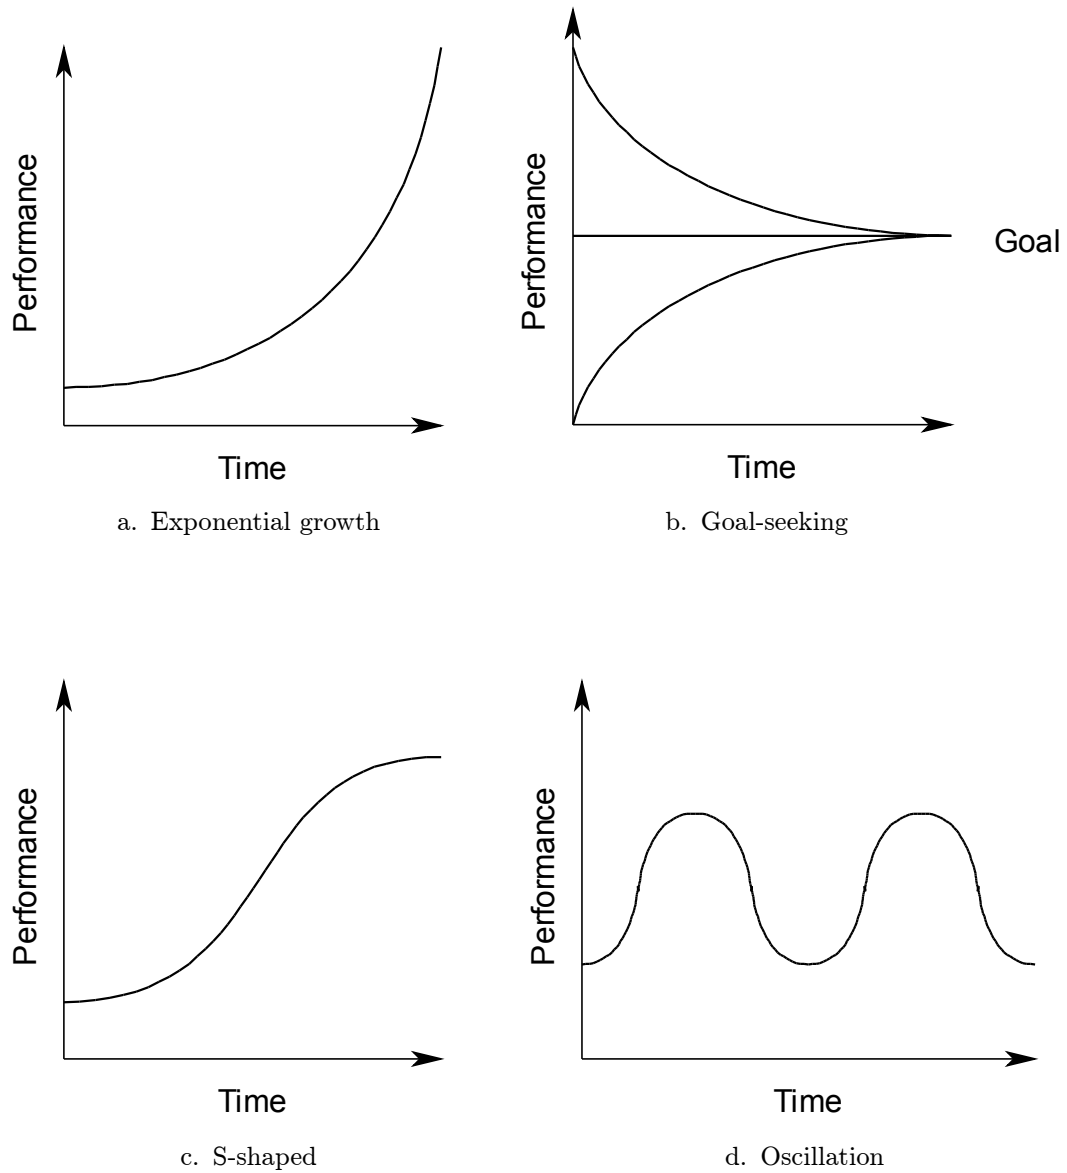 Performance
Time
a. Exponential growth
Performance
Goal
Time
b. Goal-seeking
Performance
Time
c. S-shaped
Performance
Time
d. Oscillation